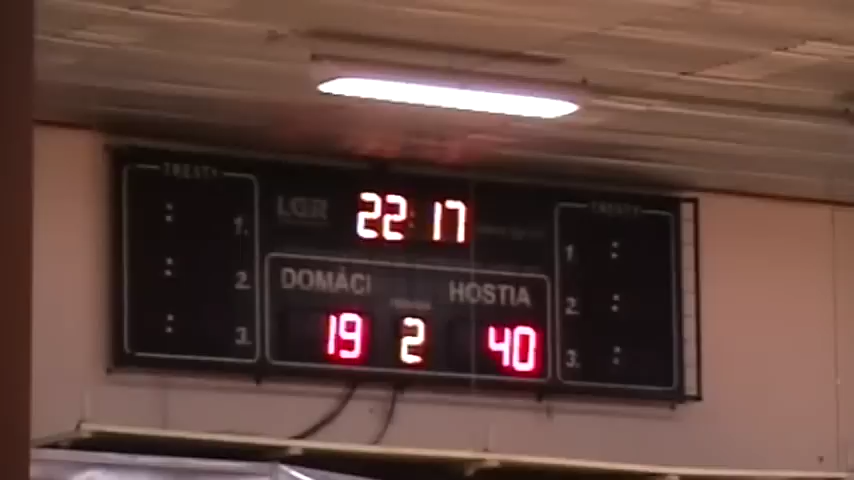 TRESTY
TRESTY
LGR
22:17
1.
2.
3.
DOMÁCI
HOSTIA
19
2
40
1.
2.
3.